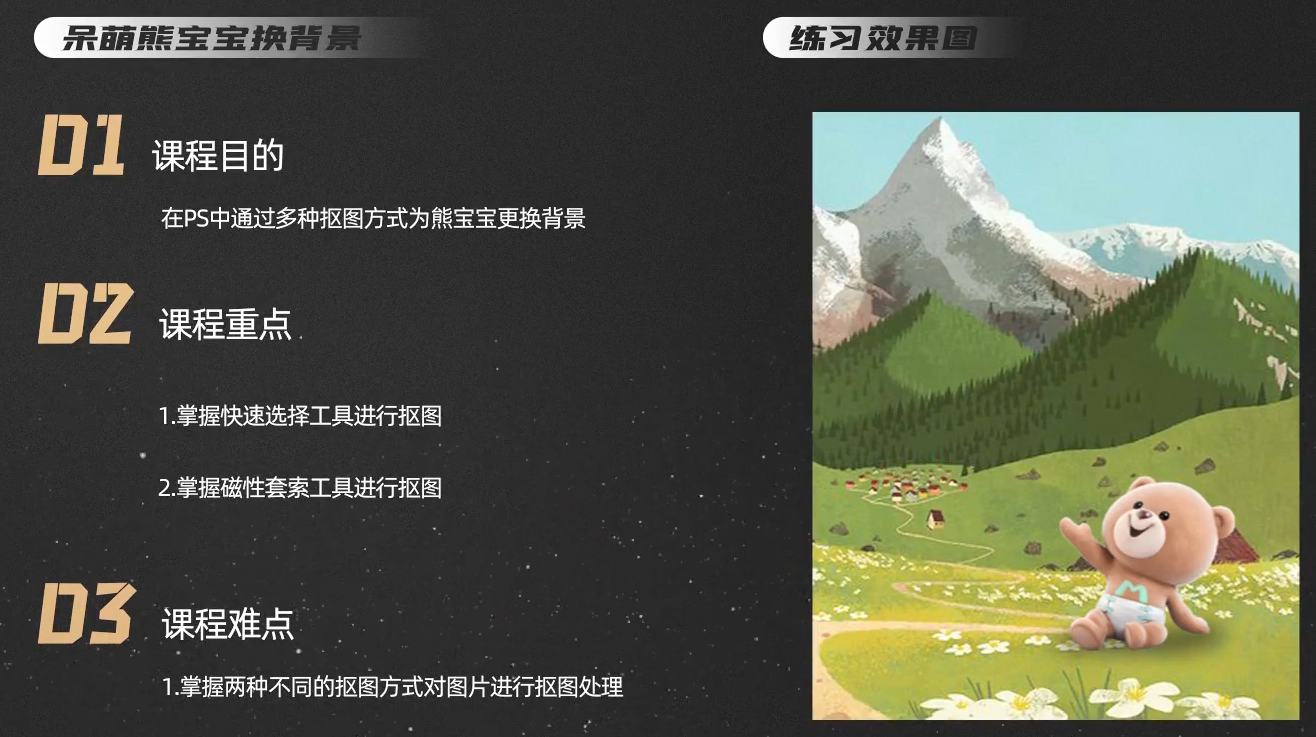 呆萌熊宝宝换背景
练习效果图
01 课程目的
在PS中通过多种抠图方式为熊宝宝更换背景
02 课程重点
1.掌握快速选择工具进行抠图
2.掌握磁性套索工具进行抠图
03 课程难点
1.掌握两种不同的抠图方式对图片进行抠图处理